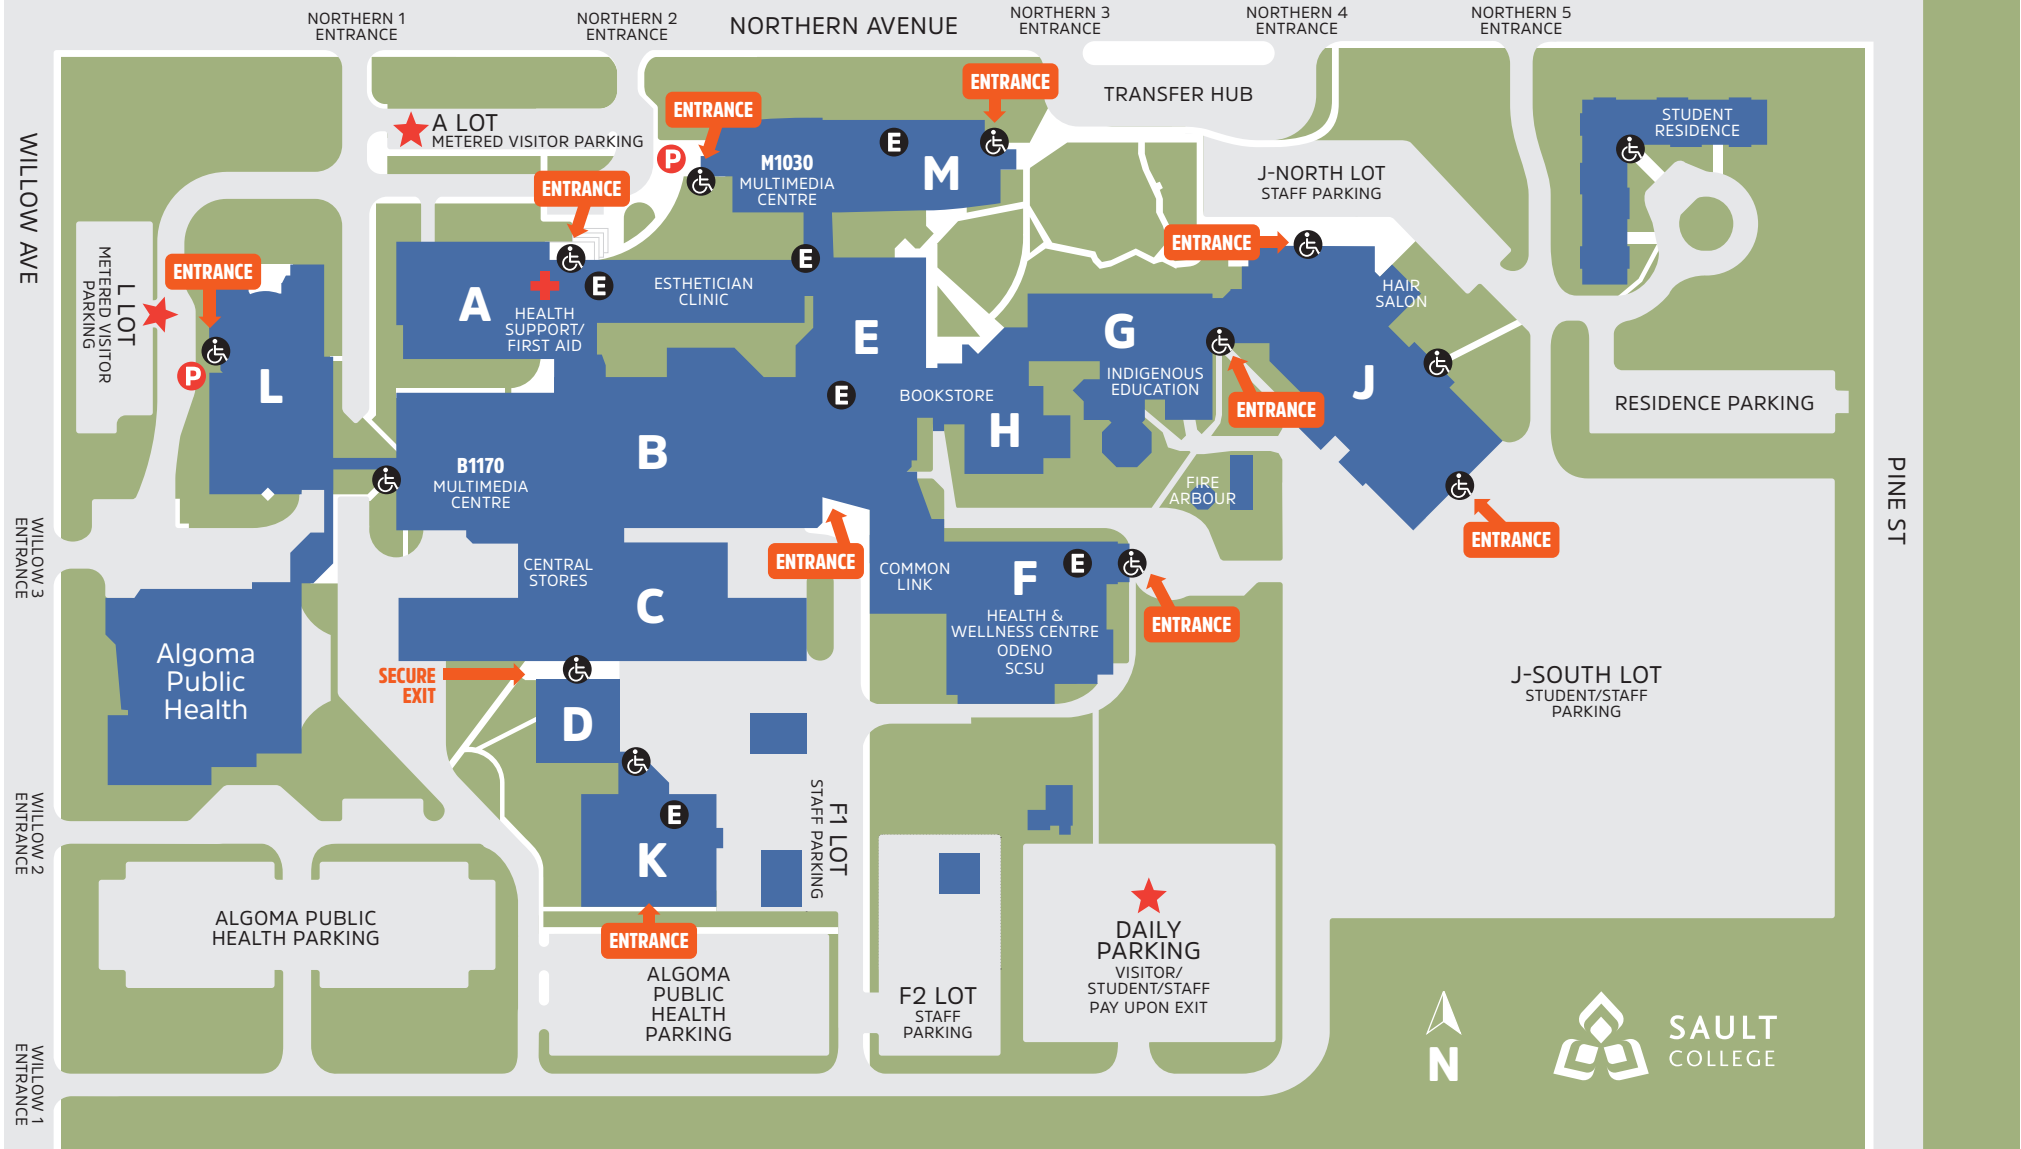 NORTHERN 1
ENTRANCE
NORTHERN 2
ENTRANCE
NORTHERN AVENUE
NORTHERN 3
ENTRANCE
NORTHERN 4
ENTRANCE
NORTHERN 5
ENTRANCE
WILLOW AVE
A LOT
METERED VISITOR PARKING
ENTRANCE
P
ENTRANCE
TRANSFER HUB
E
M
M1030
MULTIMEDIA
CENTRE
ENTRANCE
J-NORTH LOT
STAFF PARKING
STUDENT
RESIDENCE
L LOT
METERED VISITOR
PARKING
ENTRANCE
P
L
A
HEALTH
SUPPORT/
FIRST AID
E
ESTHETICIAN
CLINIC
E
E
E
ENTRANCE
HAIR
SALON
G
INDIGENOUS
EDUCATION
BOOKSTORE
H
J
ENTRANCE
RESIDENCE PARKING
PINE ST
B
B1170
MULTIMEDIA
CENTRE
FIRE
ARBOUR
ENTRANCE
WILLOW 3
ENTRANCE
CENTRAL
STORES
C
ENTRANCE
COMMON
LINK
F
E
HEALTH &
WELLNESS CENTRE
ODENO
SCSU
ENTRANCE
Algoma
Public
Health
SECURE
EXIT
D
J-SOUTH LOT
STUDENT/STAFF
PARKING
WILLOW 2
ENTRANCE
E
K
F1 LOT
STAFF PARKING
ENTRANCE
ALGOMA PUBLIC
HEALTH PARKING
ALGOMA
PUBLIC
HEALTH
PARKING
F2 LOT
STAFF
PARKING
DAILY
PARKING
VISITOR/
STUDENT/STAFF
PAY UPON EXIT
WILLOW 1
ENTRANCE
N
SAULT
COLLEGE